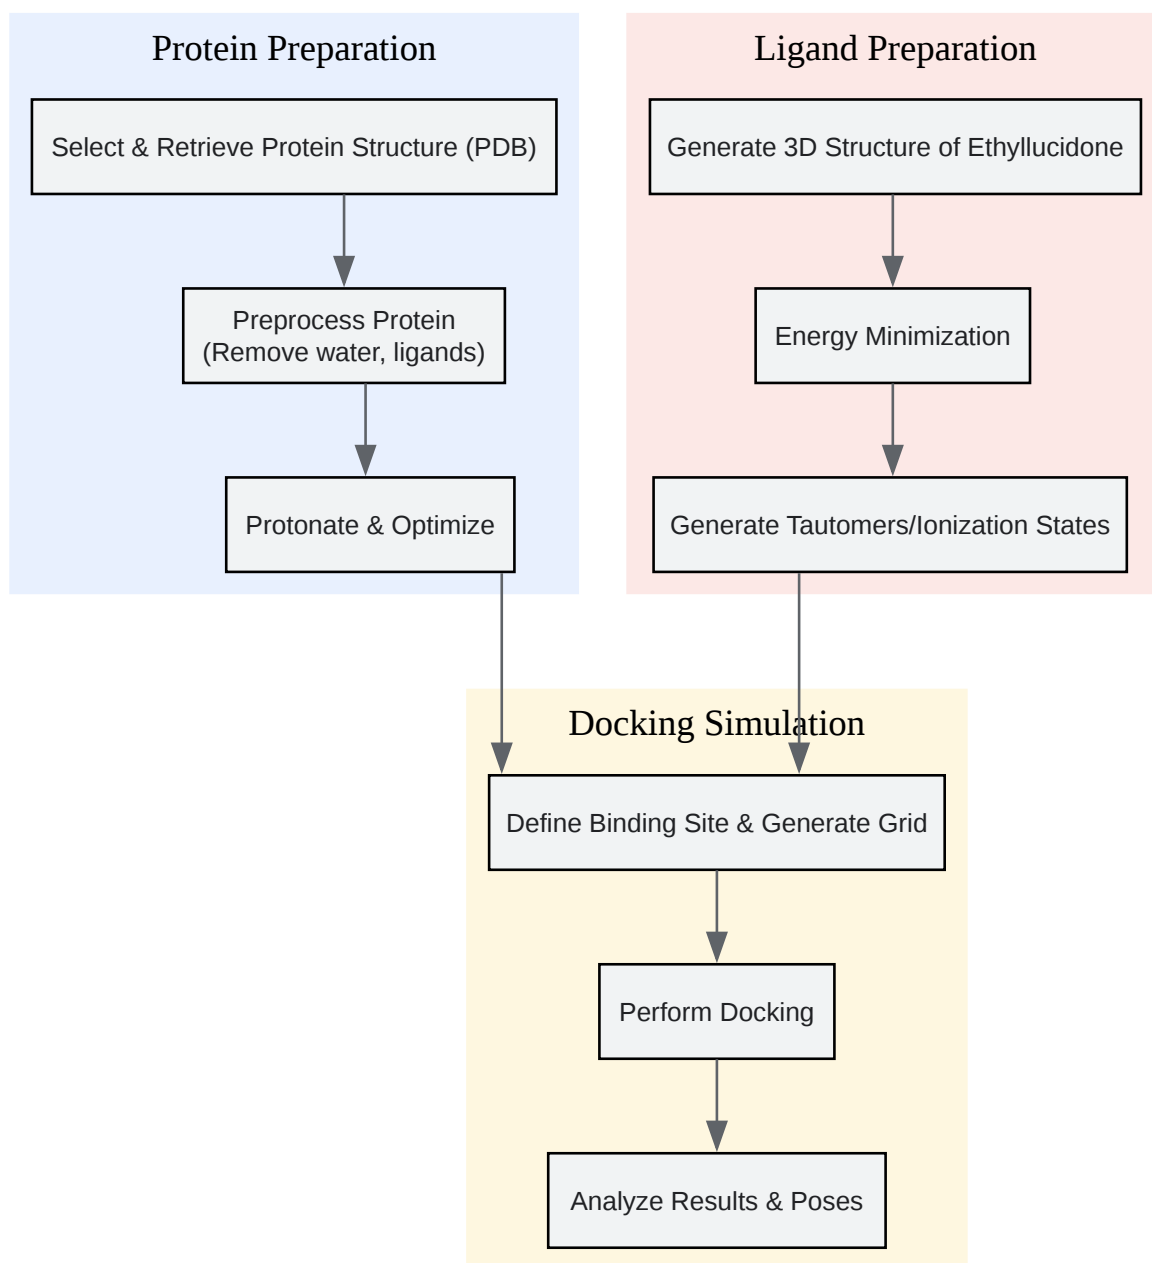 Protein Preparation
Select & Retrieve Protein Structure (PDB)
Preprocess Protein
(Remove water, ligands)
Protonate & Optimize
Ligand Preparation
Generate 3D Structure of Ethyllucidone
Energy Minimization
Generate Tautomers/Ionization States
Docking Simulation
Define Binding Site & Generate Grid
Perform Docking
Analyze Results & Poses